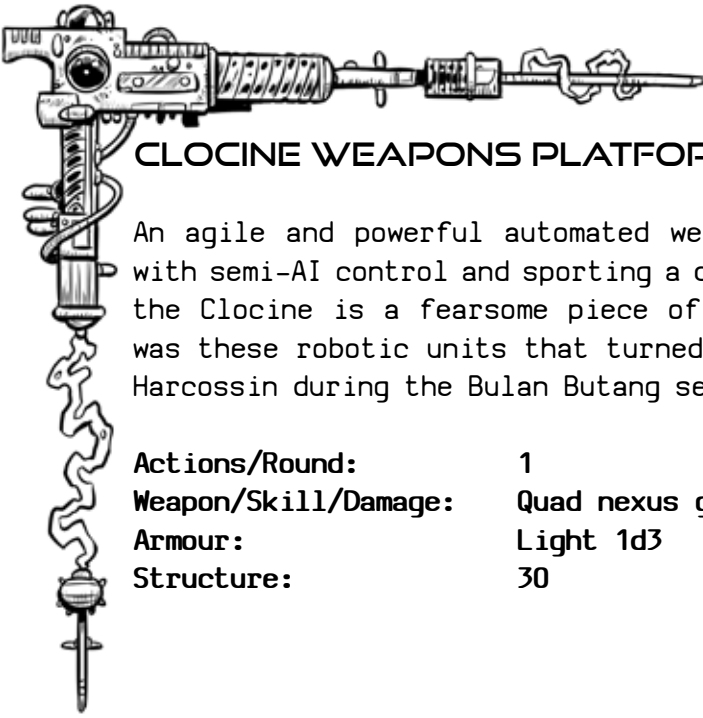 CLOCINE WEAPONS
An agile and powerful automated
with semi-AI control and sporting a
the Clocine is a fearsome piece of
was these robotic units that turned
Harcossin during the Bulan Butang
Actions/Round: 1
Weapon/Skill/Damage: Quad nexus
Armour: Light 1d3
Structure: 30